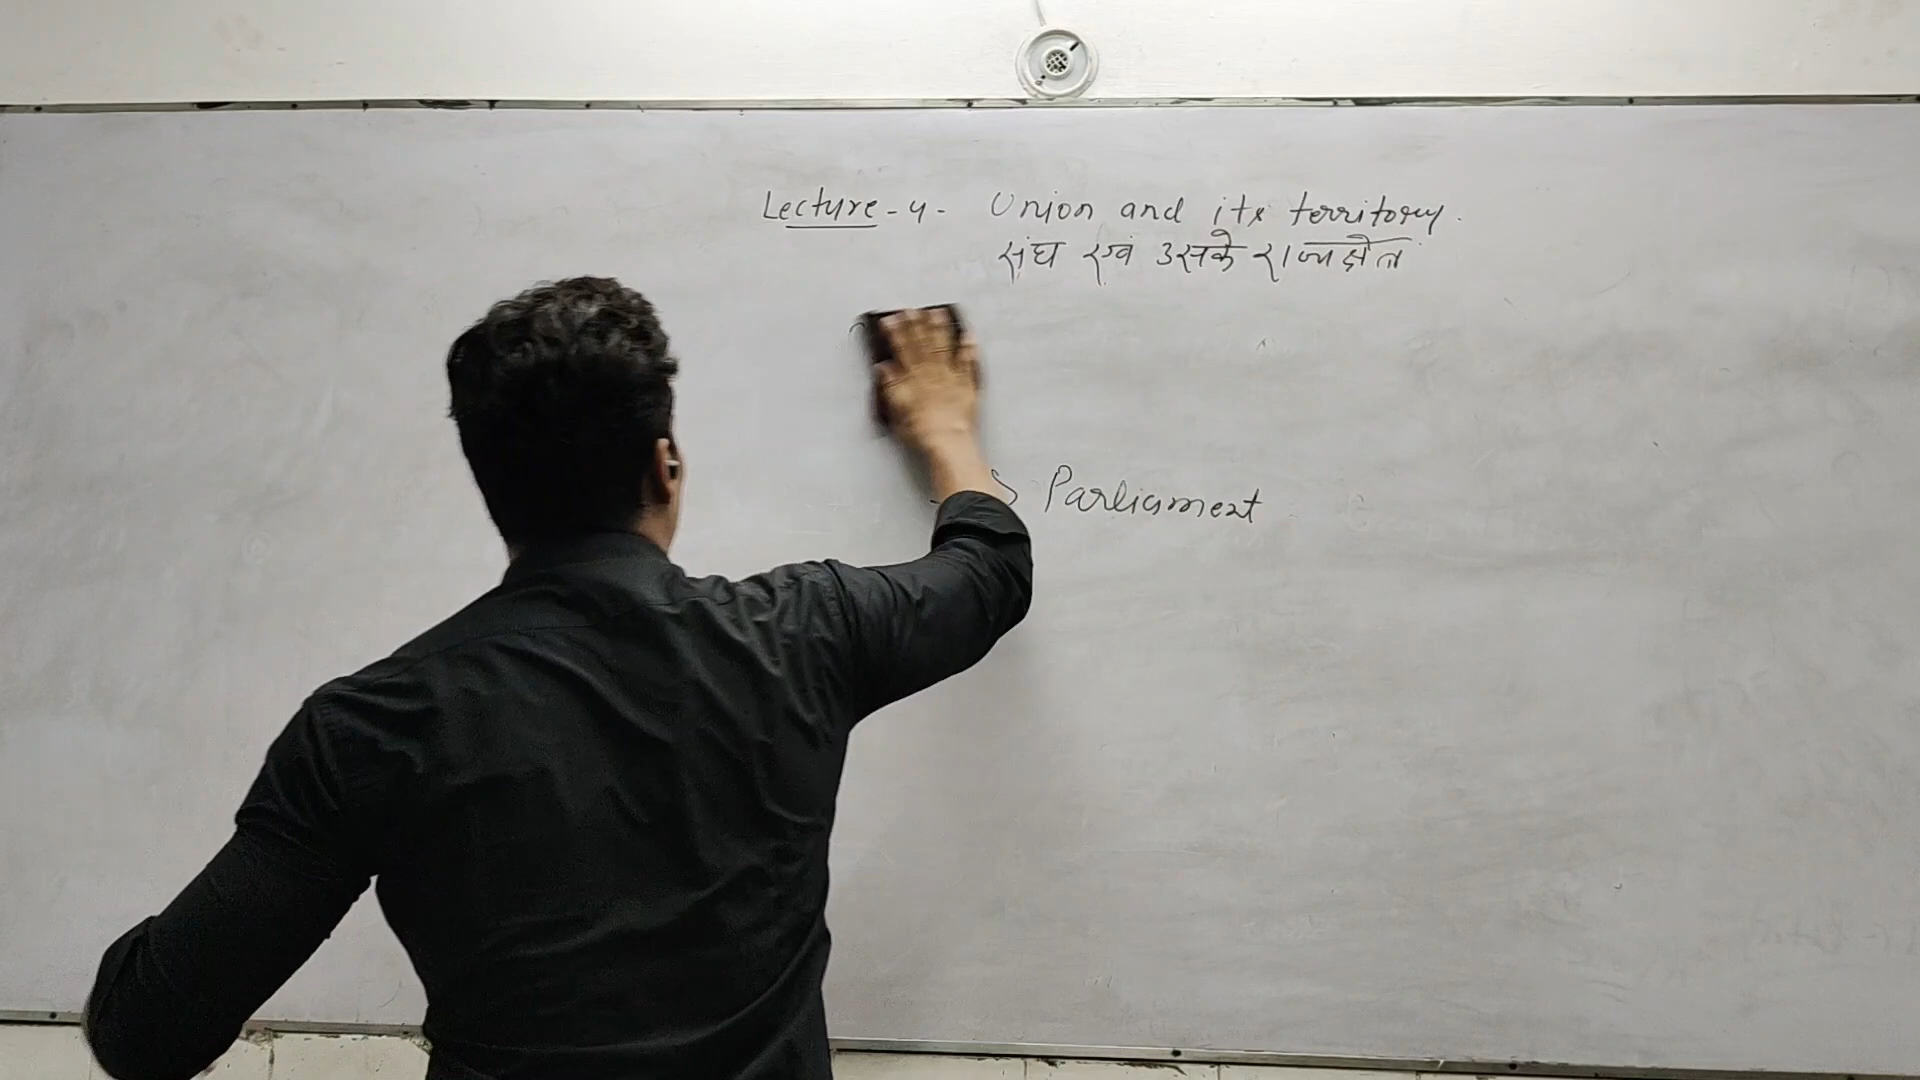 Lecture-4- Union and its territory.
संघ एवं उसके राज्यक्षेत्र
Parliament